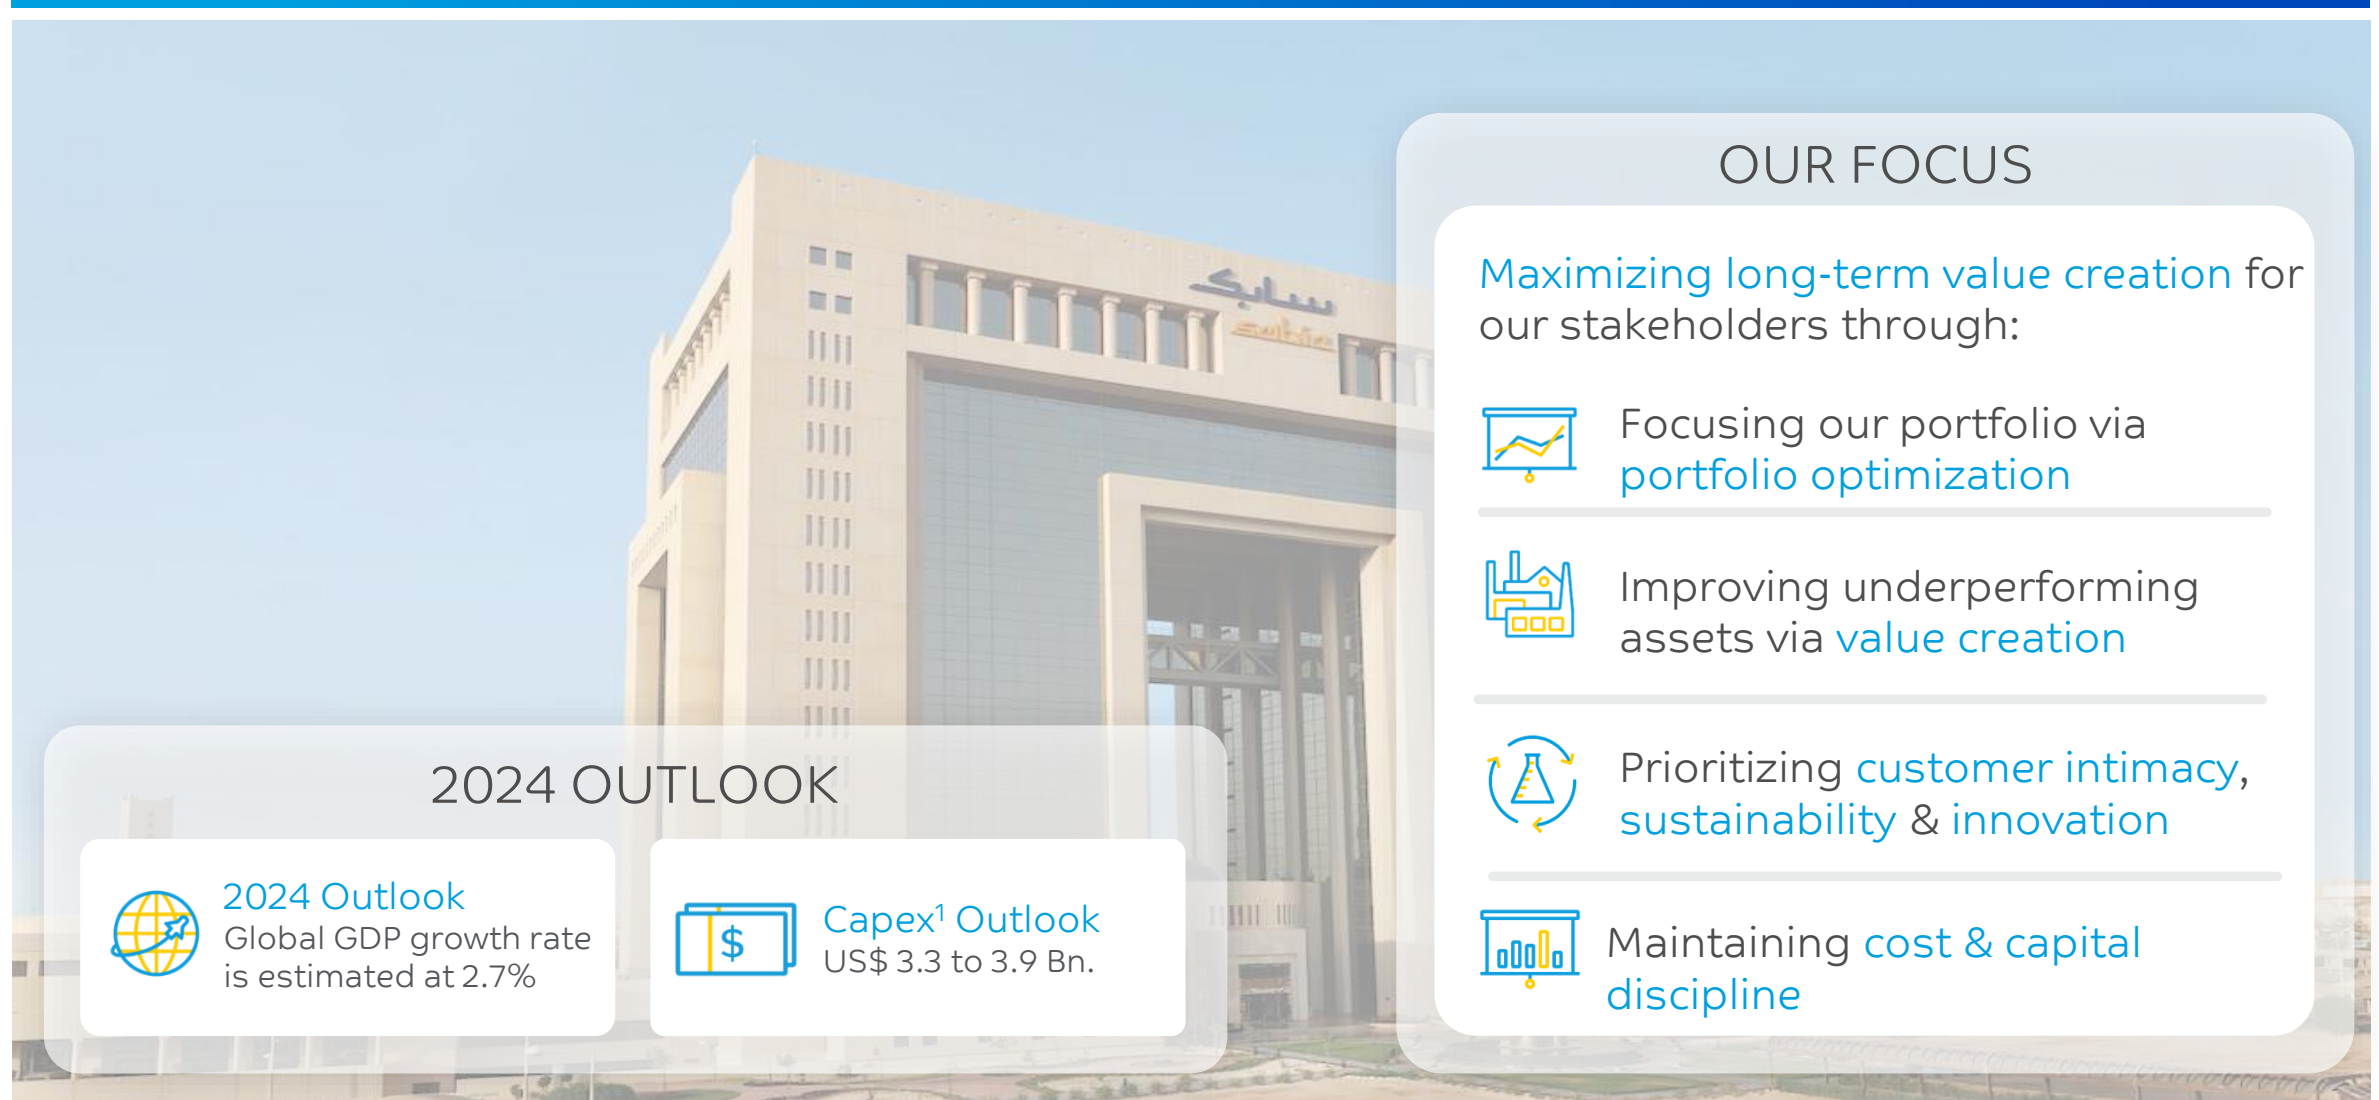 سابك
sabic
OUR FOCUS
Maximizing long-term value creation for
our stakeholders through:
Focusing our portfolio via
portfolio optimization
Improving underperforming
assets via value creation
Prioritizing customer intimacy,
sustainability & innovation
Maintaining cost & capital
discipline
2024 OUTLOOK
2024 Outlook
Global GDP growth rate
is estimated at 2.7%
$
Capex¹ Outlook
US$ 3.3 to 3.9 Bn.